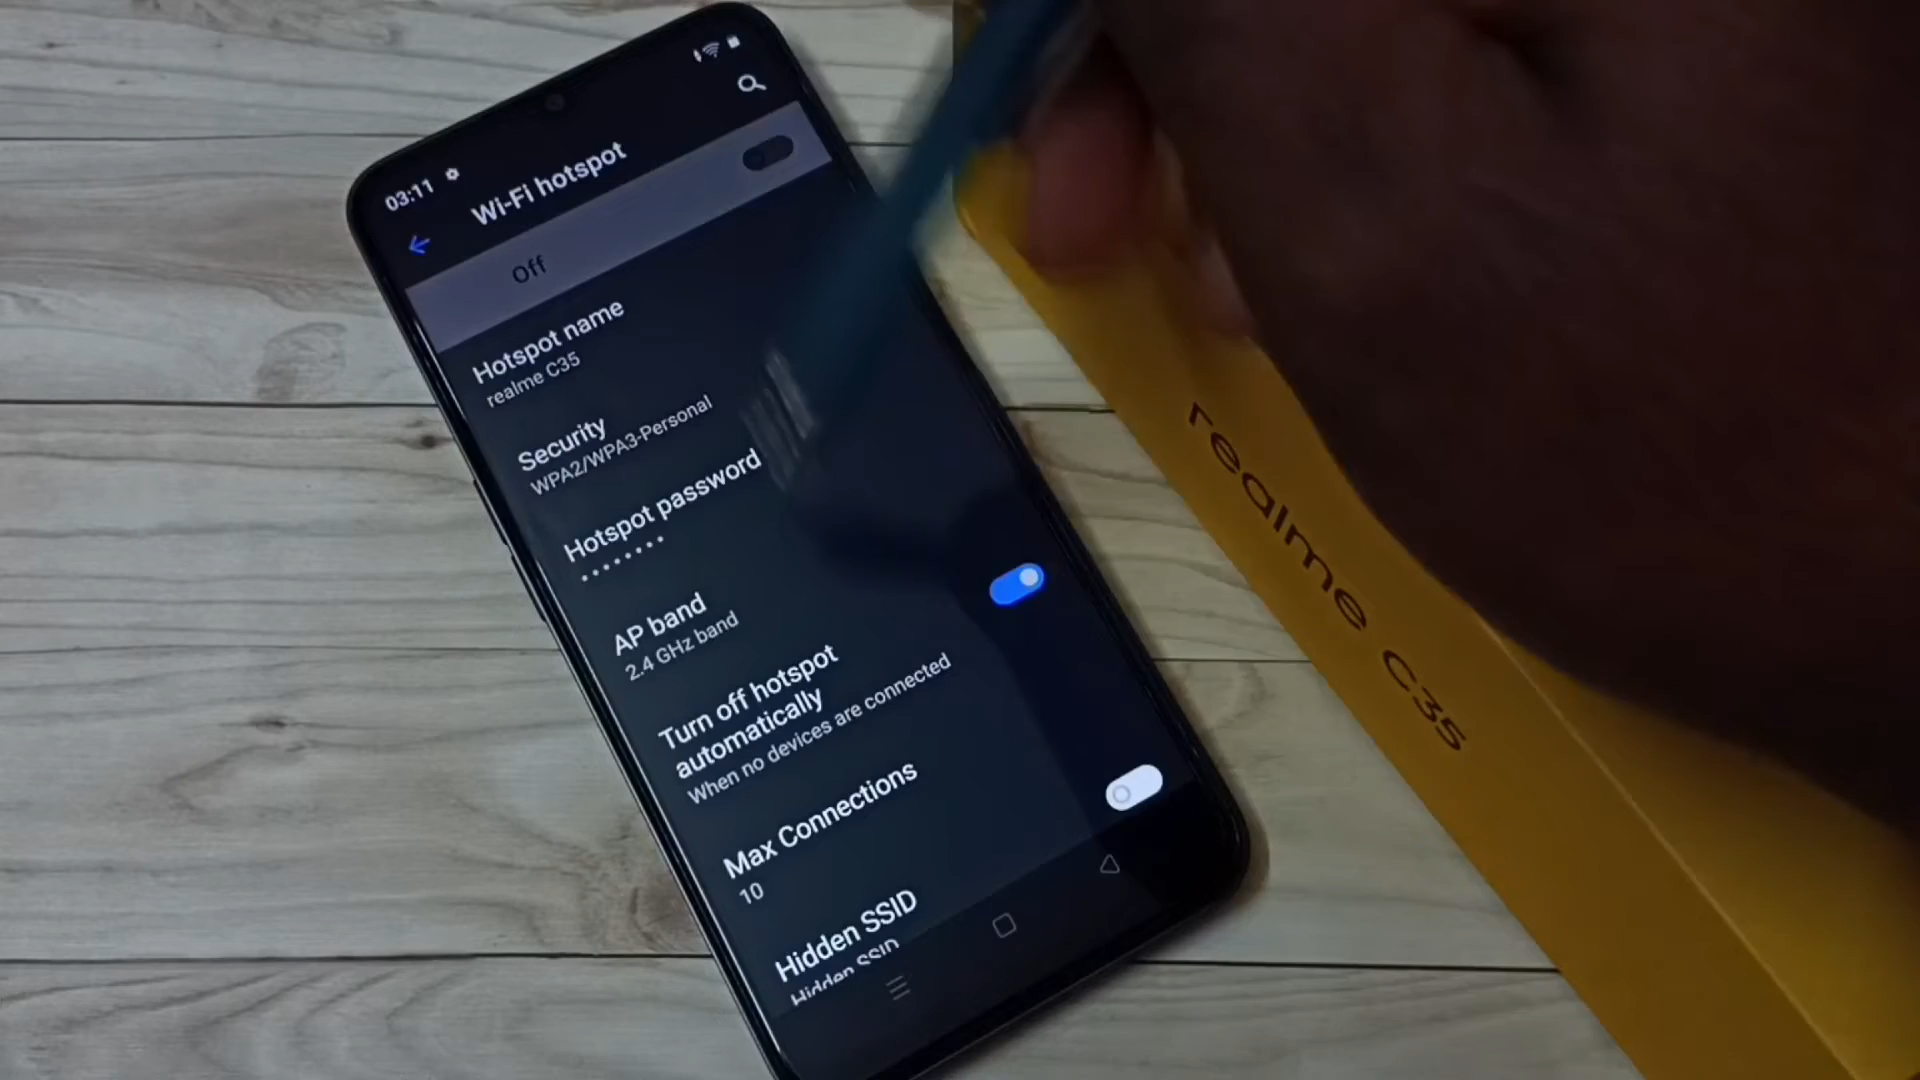 03:11
Wi-Fi hotspot
Off
Hotspot name
realme C35
Security
WPA2/WPA3-Personal
Hotspot password
••••••••
AP band
2.4 GHz band
Turn off hotspot
automatically
When no devices are connected
Max Connections
10
Hidden SSID
Hidden SSID
realme C35